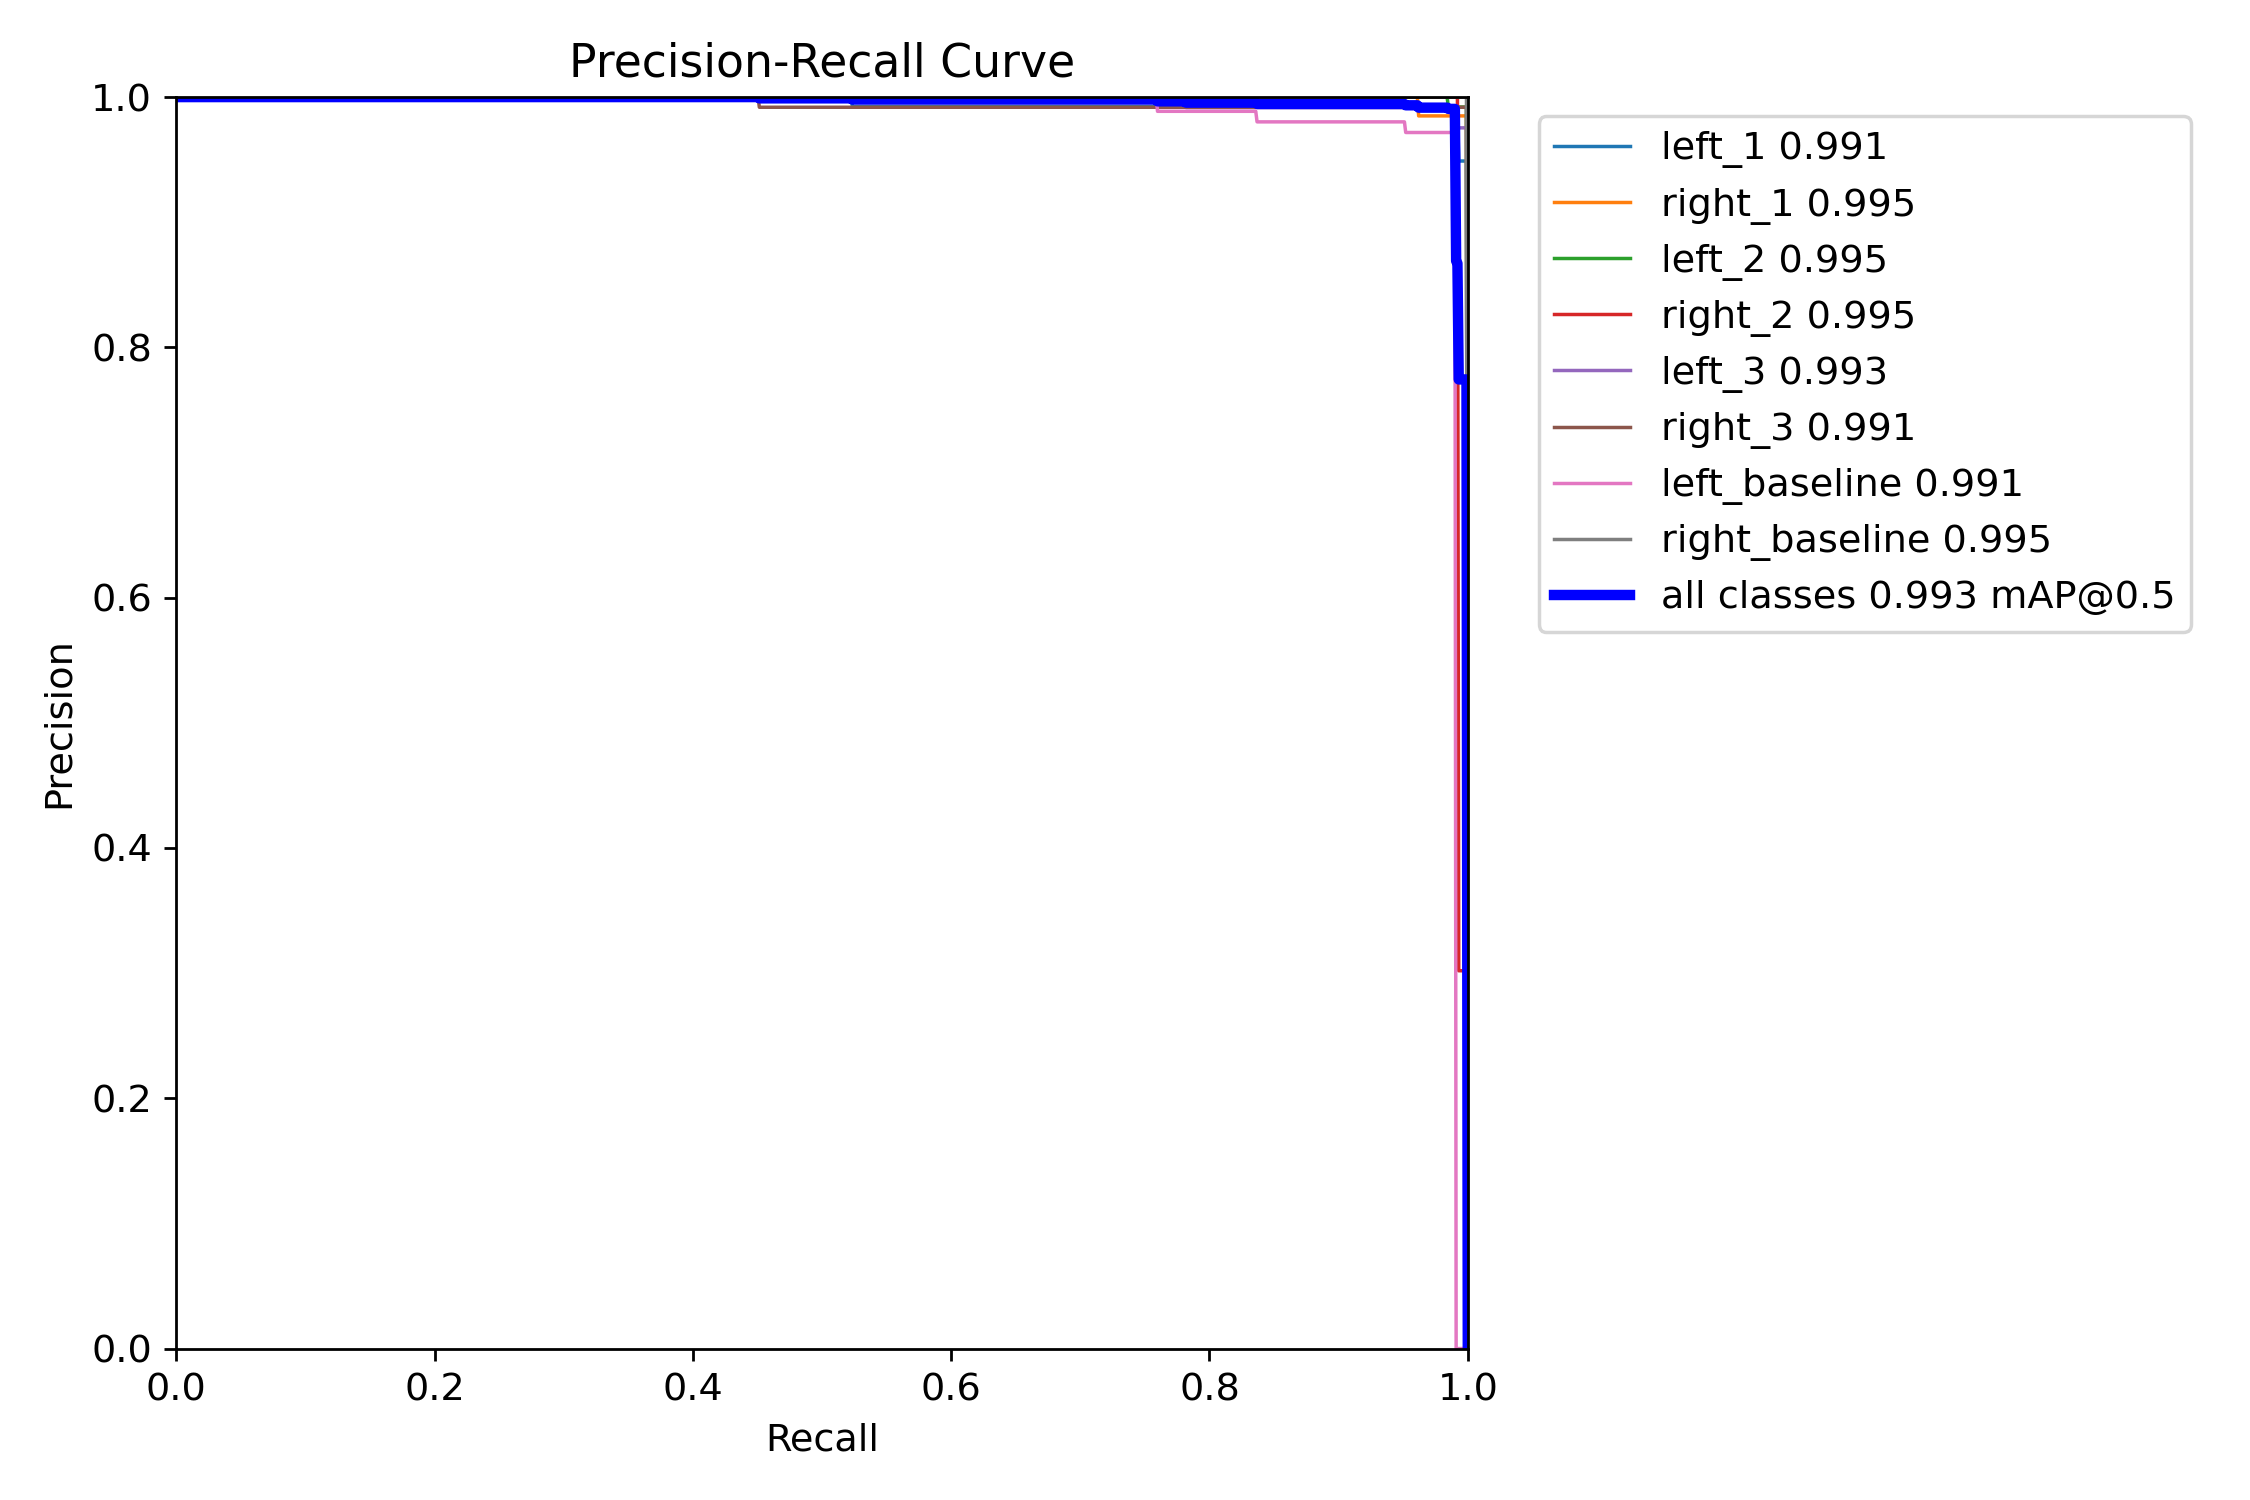 Precision-Recall Curve
1.0
0.8
0.6
0.4
0.2
0.0
Precision
0.0 0.2 0.4 0.6 0.8 1.0
Recall
left_1 0.991
right_1 0.995
left_2 0.995
right_2 0.995
left_3 0.993
right_3 0.991
left_baseline 0.991
right_baseline 0.995
all classes 0.993 mAP@0.5